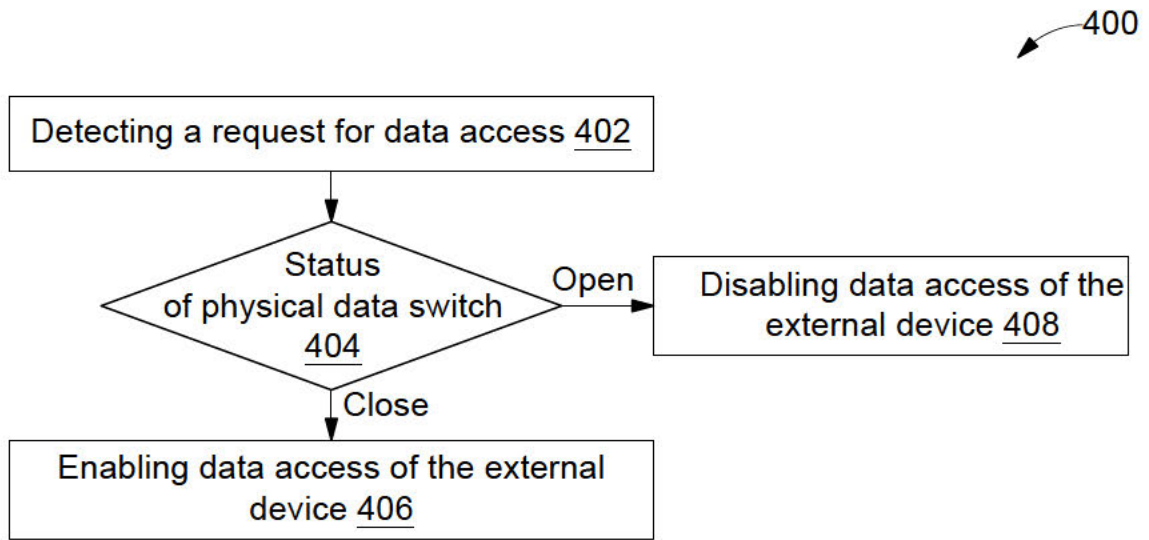 400
Detecting a request for data access 402
Status
of physical data switch
404
Open
Disabling data access of the
external device 408
Close
Enabling data access of the external
device 406